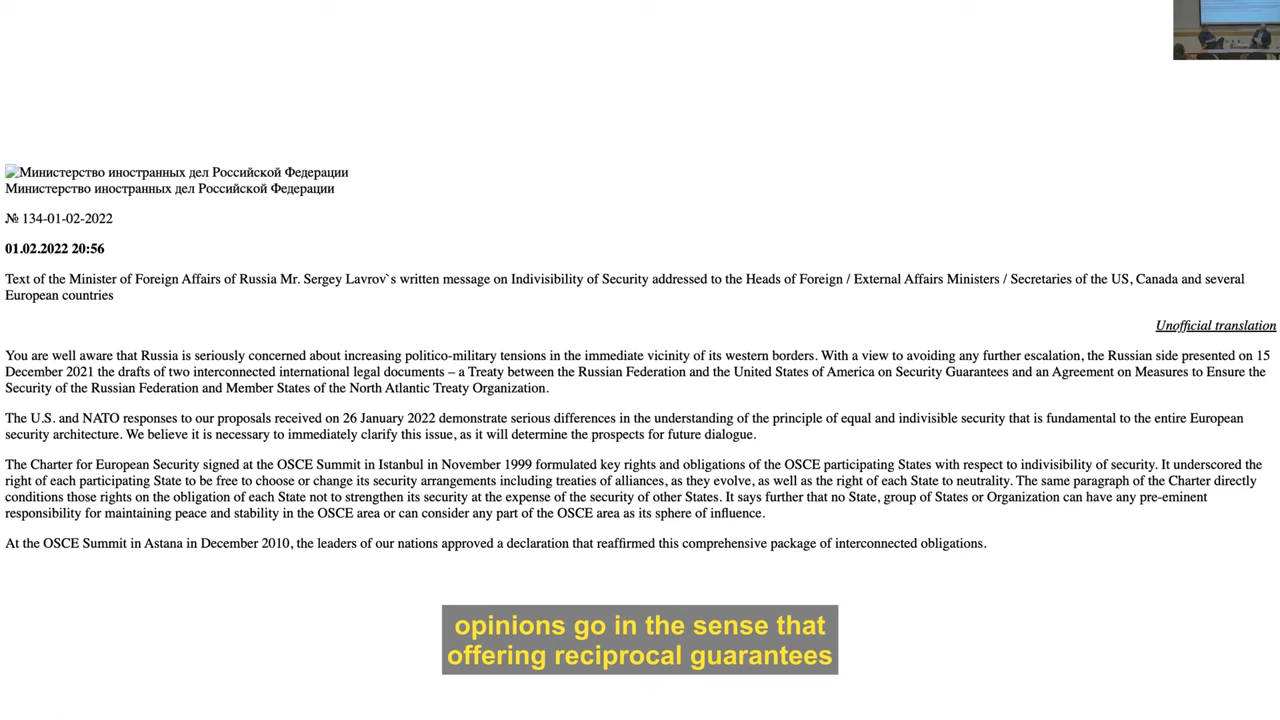 Министерство иностранных дел Российской Федерации
Министерство иностранных дел Российской Федерации
№ 134-01-02-2022
01.02.2022 20:56
Text of the Minister of Foreign Affairs of Russia Mr. Sergey Lavrov`s written message on Indivisibility of Security addressed to the Heads of Foreign / External Affairs Ministers / Secretaries of the US, Canada and several
European countries
Unofficial translation
You are well aware that Russia is seriously concerned about increasing politico-military tensions in the immediate vicinity of its western borders. With a view to avoiding any further escalation, the Russian side presented on 15
December 2021 the drafts of two interconnected international legal documents – a Treaty between the Russian Federation and the United States of America on Security Guarantees and an Agreement on Measures to Ensure the
Security of the Russian Federation and Member States of the North Atlantic Treaty Organization.
The U.S. and NATO responses to our proposals received on 26 January 2022 demonstrate serious differences in the understanding of the principle of equal and indivisible security that is fundamental to the entire European
security architecture. We believe it is necessary to immediately clarify this issue, as it will determine the prospects for future dialogue.
The Charter for European Security signed at the OSCE Summit in Istanbul in November 1999 formulated key rights and obligations of the OSCE participating States with respect to indivisibility of security. It underscored the
right of each participating State to be free to choose or change its security arrangements including treaties of alliances, as they evolve, as well as the right of each State to neutrality. The same paragraph of the Charter directly
conditions those rights on the obligation of each State not to strengthen its security at the expense of the security of other States. It says further that no State, group of States or Organization can have any pre-eminent
responsibility for maintaining peace and stability in the OSCE area or can consider any part of the OSCE area as its sphere of influence.
At the OSCE Summit in Astana in December 2010, the leaders of our nations approved a declaration that reaffirmed this comprehensive package of interconnected obligations.
opinions go in the sense that
offering reciprocal guarantees